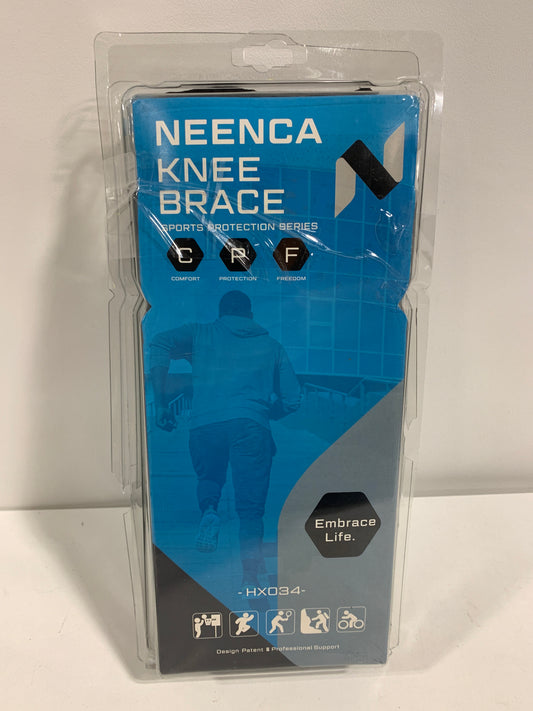 NEENCA
KNEE
BRACE
SPORTS PROTECTION SERIES
C P F
COMFORT PROTECTION FREEDOM
Embrace
Life.
- HX034-
Design Patent & Professional Support